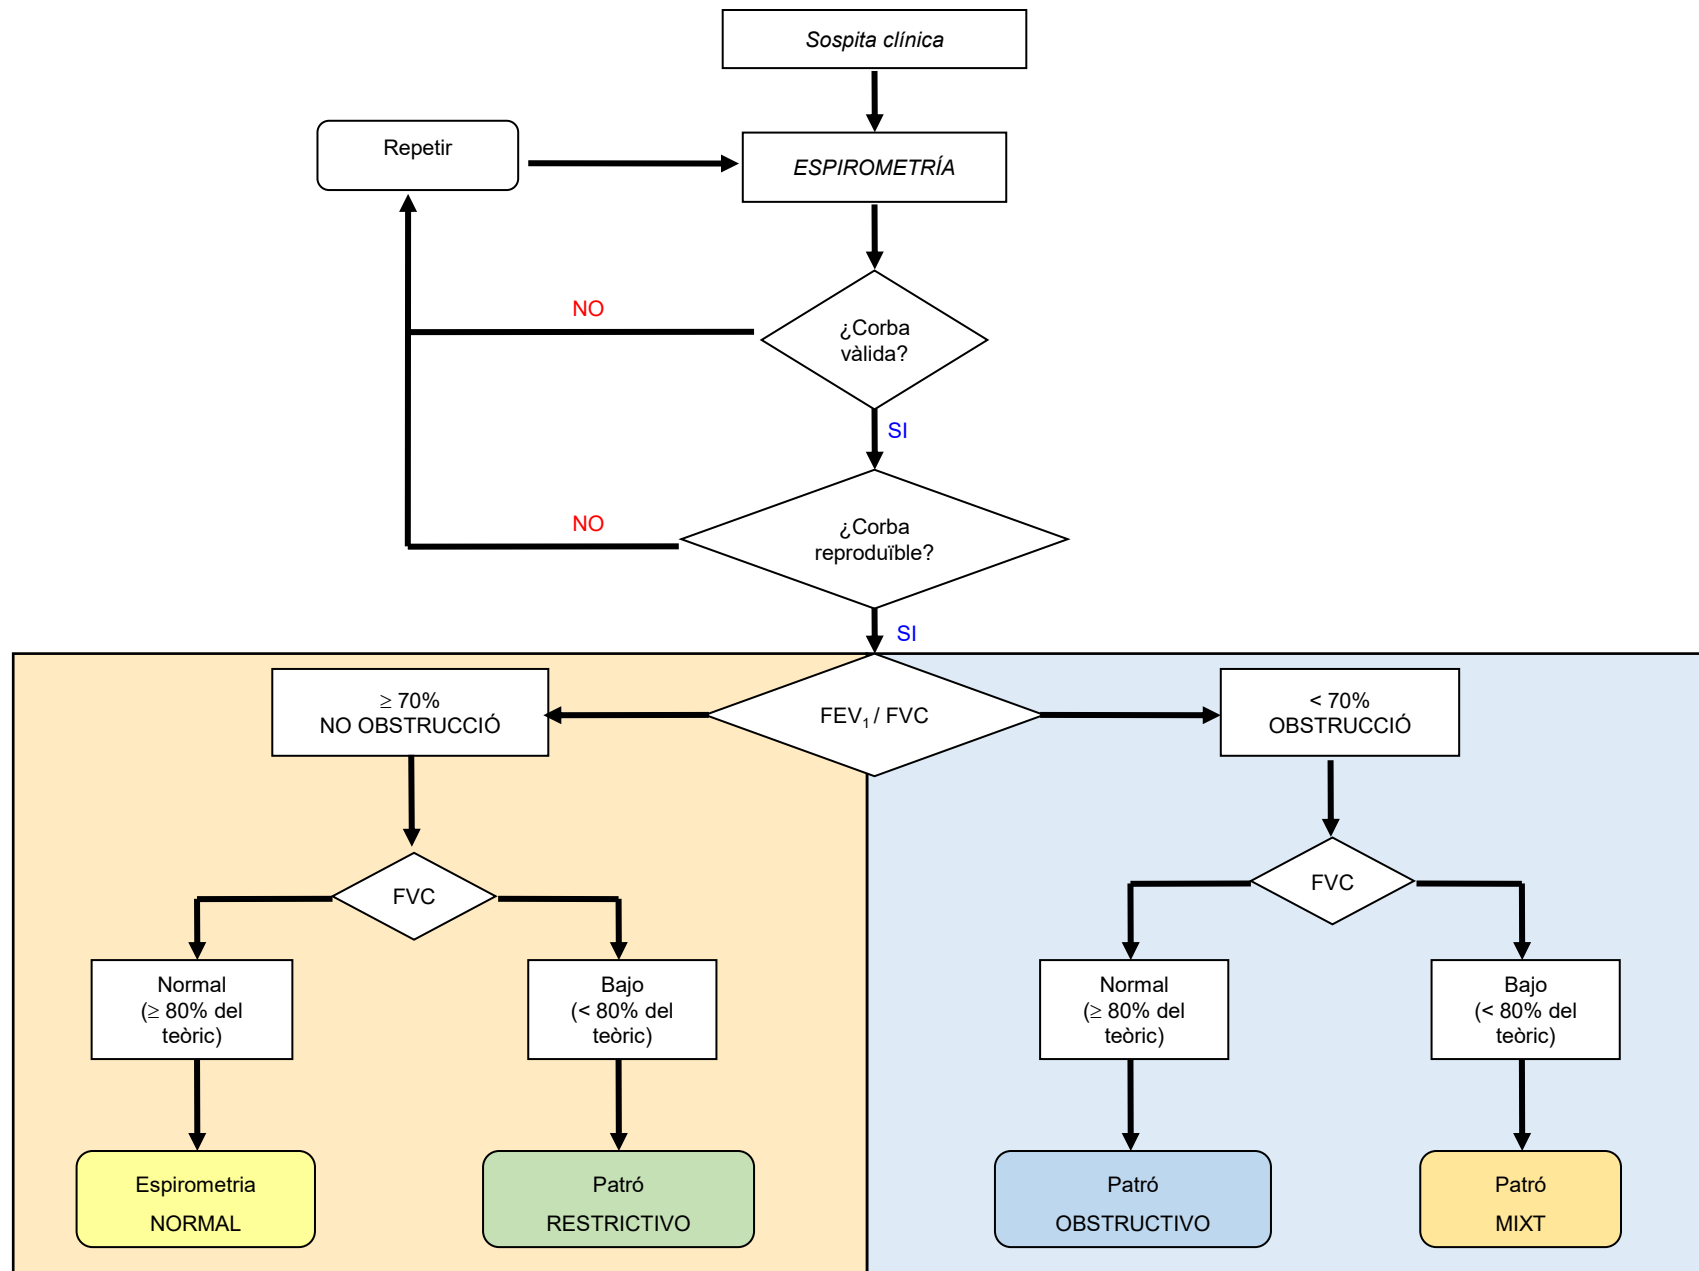 Sospita clínica
Repetir
ESPIROMETRÍA
NO
¿Corba
vàlida?
SI
NO
¿Corba
reproduïble?
SI
≥ 70%
NO OBSTRUCCIÓ
FEV₁ / FVC
< 70%
OBSTRUCCIÓ
FVC
FVC
Normal
(≥ 80% del
teòric)
Bajo
(< 80% del
teòric)
Normal
(≥ 80% del
teòric)
Bajo
(< 80% del
teòric)
Espirometria
NORMAL
Patró
RESTRICTIVO
Patró
OBSTRUCTIVO
Patró
MIXT